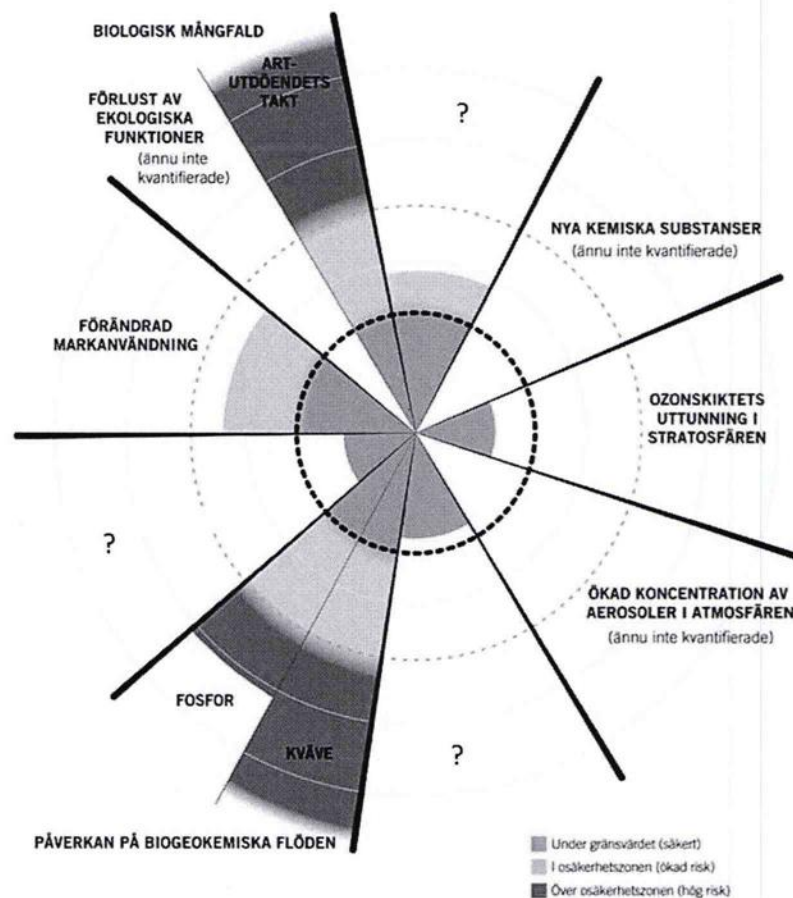 BIOLOGISK MÅNGFALD
ART-
UTDÖENDETS
TAKT
FÖRLUST AV
EKOLOGISKA
FUNKTIONER
(ännu inte
kvantifierade)
?
NYA KEMISKA SUBSTANSER
(ännu inte kvantifierade)
FÖRÄNDRAD
MARKANVÄNDNING
OZONSKIKTETS
UTTUNNING I
STRATOSFÄREN
?
ÖKAD KONCENTRATION AV
AEROSOLER I ATMOSFÄREN
(ännu inte kvantifierade)
FOSFOR
KVÄVE
?
PÅVERKAN PÅ BIOGEOKEMISKA FLÖDEN
Under gränsvärdet (säkert)
I osäkerhetszonen (ökad risk)
Över osäkerhetszonen (hög risk)